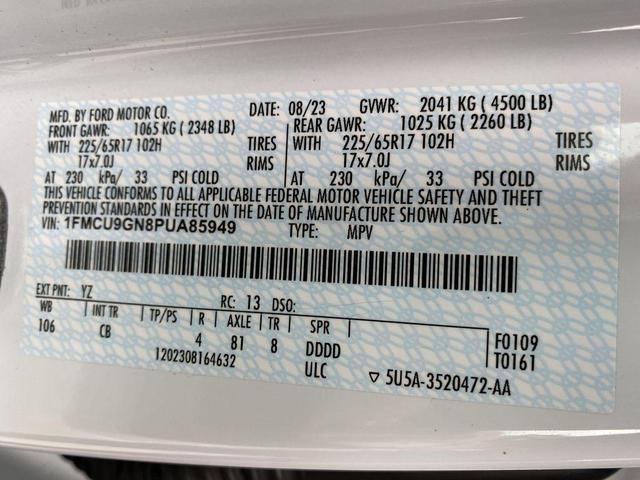 MFD. BY FORD MOTOR CO. DATE: 08/23 GVWR: 2041 KG ( 4500 LB)
FRONT GAWR: 1065 KG ( 2348 LB) REAR GAWR: 1025 KG ( 2260 LB)
WITH 225/65R17 102H TIRES WITH 225/65R17 102H TIRES
17x7.0J RIMS 17x7.0J RIMS
AT 230 kPa/ 33 PSI COLD AT 230 kPa/ 33 PSI COLD
THIS VEHICLE CONFORMS TO ALL APPLICABLE FEDERAL MOTOR VEHICLE SAFETY AND THEFT
PREVENTION STANDARDS IN EFFECT ON THE DATE OF MANUFACTURE SHOWN ABOVE.
VIN: 1FMCU9GN8PUA85949 TYPE: MPV
EXT PNT: YZ RC: 13 DSO:
WB INT TR TP/PS R AXLE TR SPR F0109
106 CB 4 81 8 DDDD T0161
1202308164632 ULC ▽ 5U5A-3520472-AA